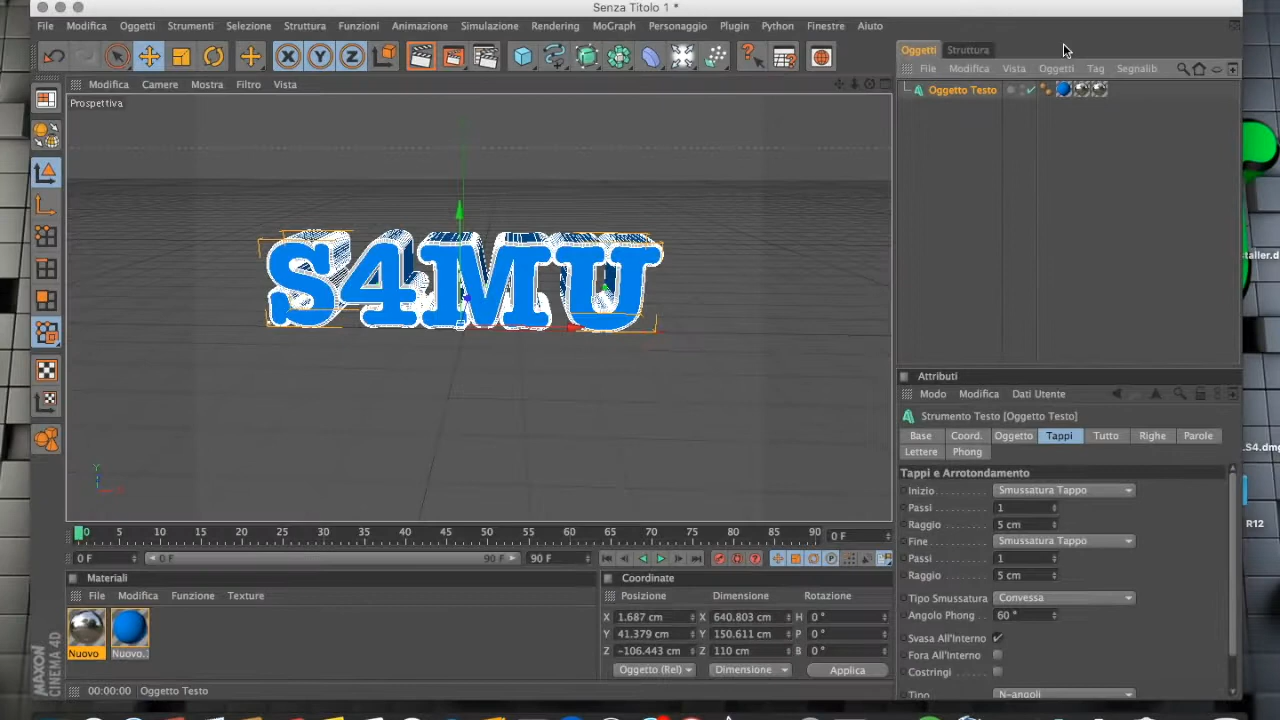 Senza Titolo 1 *
File Modifica Oggetti Strumenti Selezione Struttura Funzioni Animazione Simulazione Rendering MoGraph Personaggio Plugin Python Finestre Aiuto
X Y Z
Oggetti Struttura
File Modifica Vista Oggetti Tag Segnalib
Oggetto Testo
Modifica Camere Mostra Filtro Vista
Prospettiva
S4MU
staller.d
LS4.dmg
R12
Attributi
Modo Modifica Dati Utente
Strumento Testo [Oggetto Testo]
Base Coord. Oggetto Tappi Tutto Righe Parole
Lettere Phong
Tappi e Arrotondamento
Inizio Smussatura Tappo
Passi 1
Raggio 5 cm
Fine Smussatura Tappo
Passi 1
Raggio 5 cm
Tipo Smussatura Convessa
Angolo Phong 60 °
Svasa All'Interno
Fora All'Interno
Costringi
Tipo N-angoli
0 5 10 15 20 25 30 35 40 45 50 55 60 65 70 75 80 85 90 0 F
0 F 0 F 90 F 90 F
Materiali
File Modifica Funzione Texture
Nuovo Nuovo.
Coordinate
Posizione Dimensione Rotazione
X 1.687 cm X 640.803 cm H 0 °
Y 41.379 cm Y 150.611 cm P 0 °
Z -106.443 cm Z 110 cm B 0 °
Oggetto (Rel) Dimensione Applica
MAXON CINEMA 4D
00:00:00 Oggetto Testo